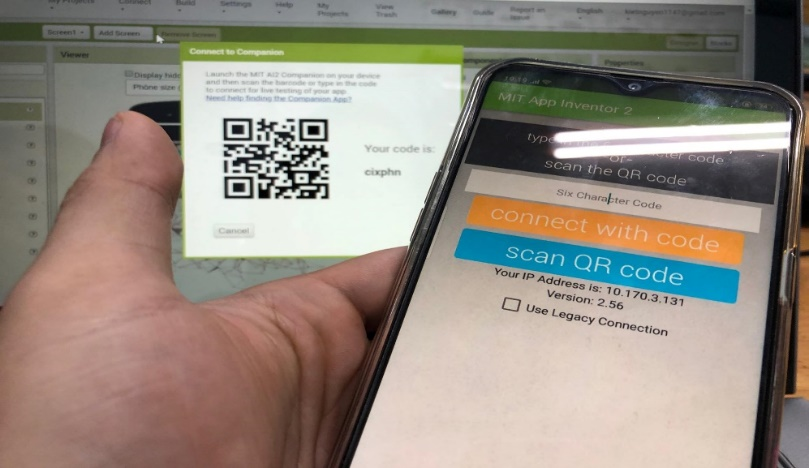 My Projects Connect Build Settings Help My Projects View Trash Gallery Guide Report an Issue English
Screen1 Add Screen Remove Screen
Viewer
Properties
Display hidd
Phone size (
Connect to Companion
Launch the MIT AI2 Companion on your device
and then scan the barcode or type in the code
to connect for live testing of your app.
Need help finding the Companion App?
Your code is:
cixphn
Cancel
MIT App Inventor 2
type cter code
-or-
scan the QR code
Six Character Code
connect with code
scan QR code
Your IP Address is: 10.170.3.131
Version: 2.56
Use Legacy Connection